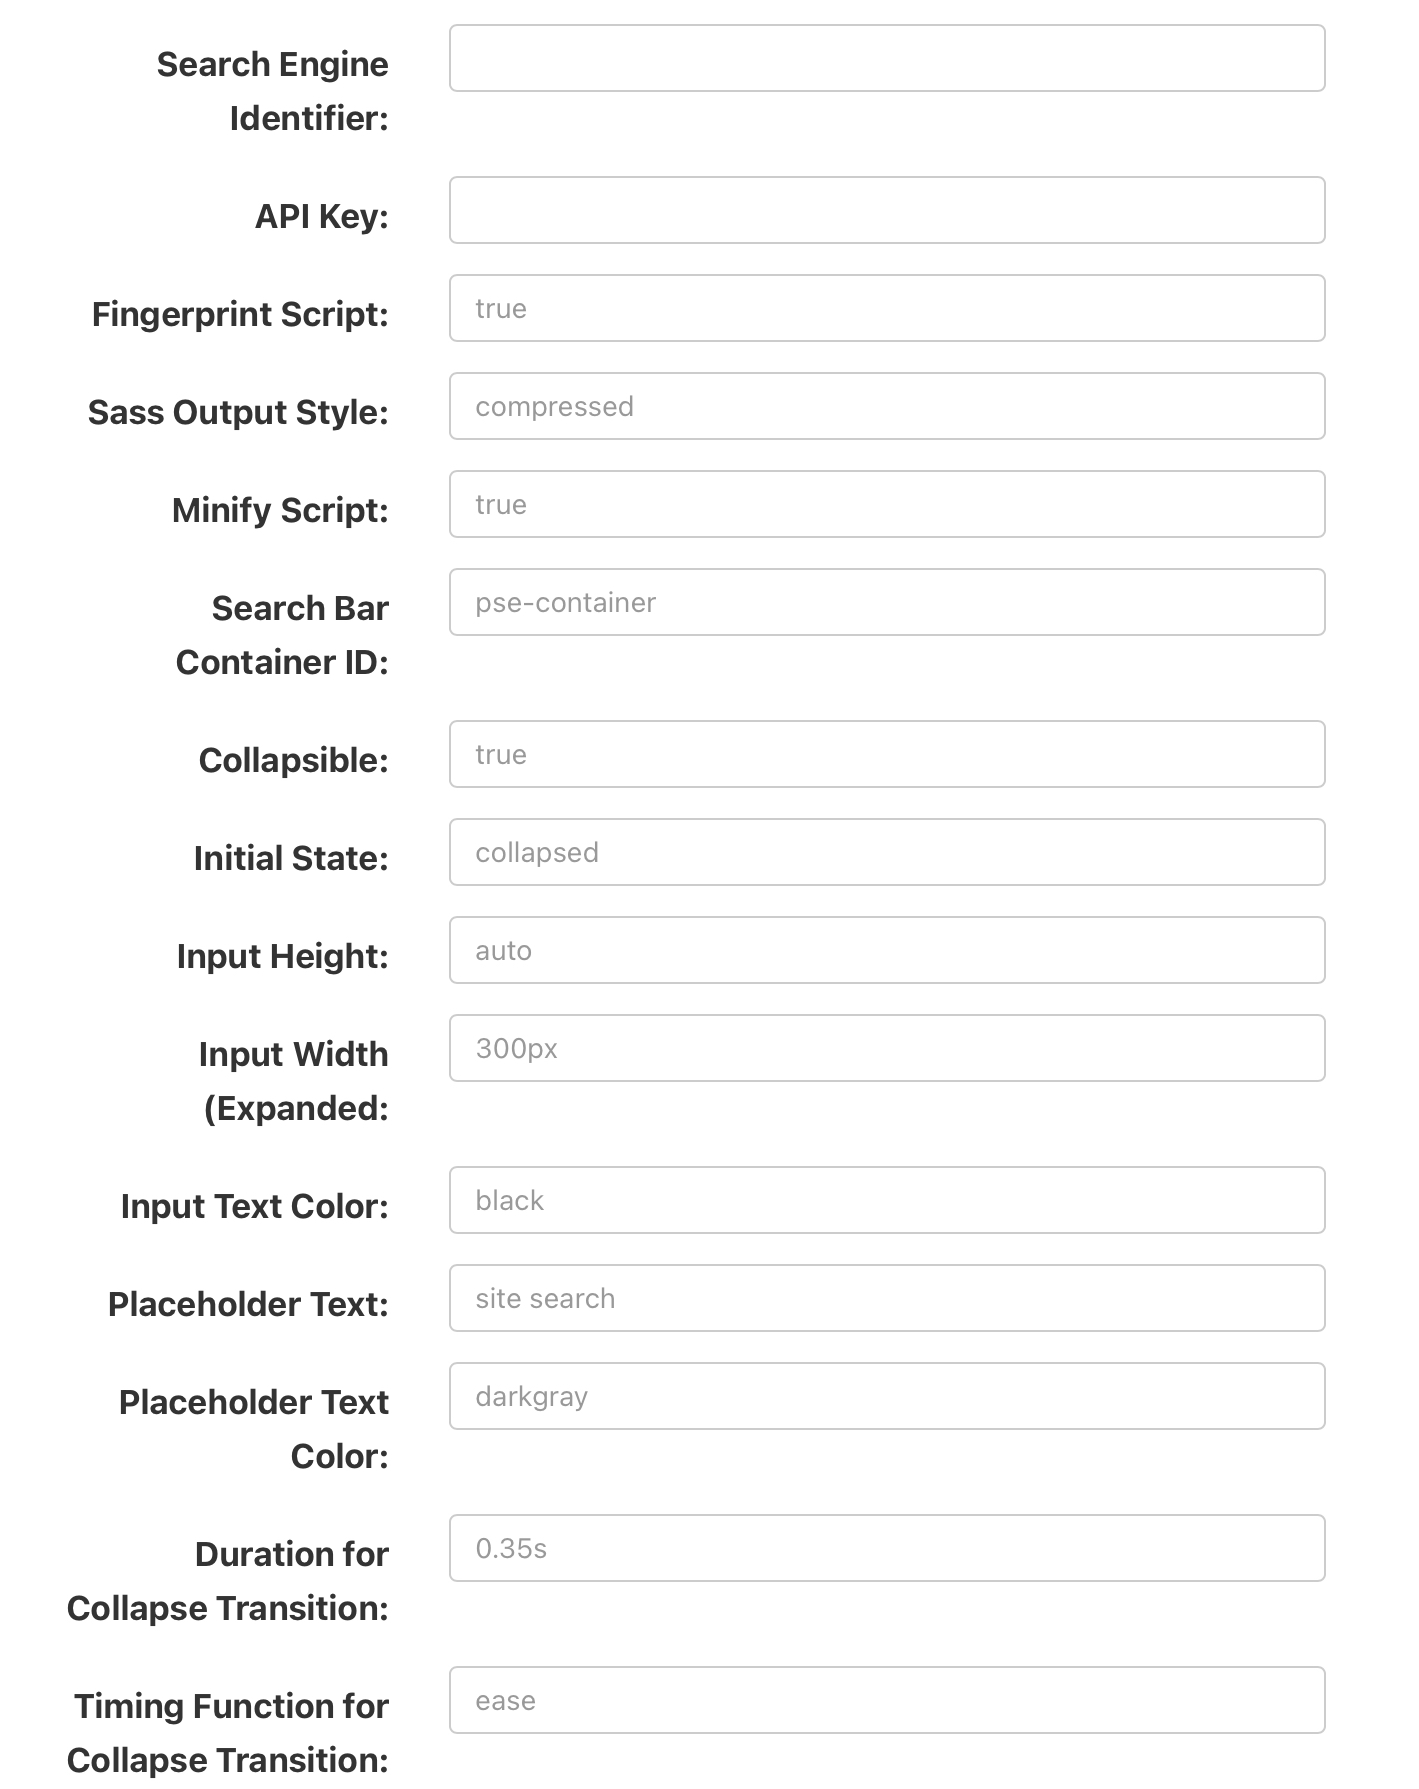 Search Engine
Identifier:
API Key:
Fingerprint Script:
true
Sass Output Style:
compressed
Minify Script:
true
Search Bar
Container ID:
pse-container
Collapsible:
true
Initial State:
collapsed
Input Height:
auto
Input Width
(Expanded:
300px
Input Text Color:
black
Placeholder Text:
site search
Placeholder Text
Color:
darkgray
Duration for
Collapse Transition:
0.35s
Timing Function for
Collapse Transition:
ease